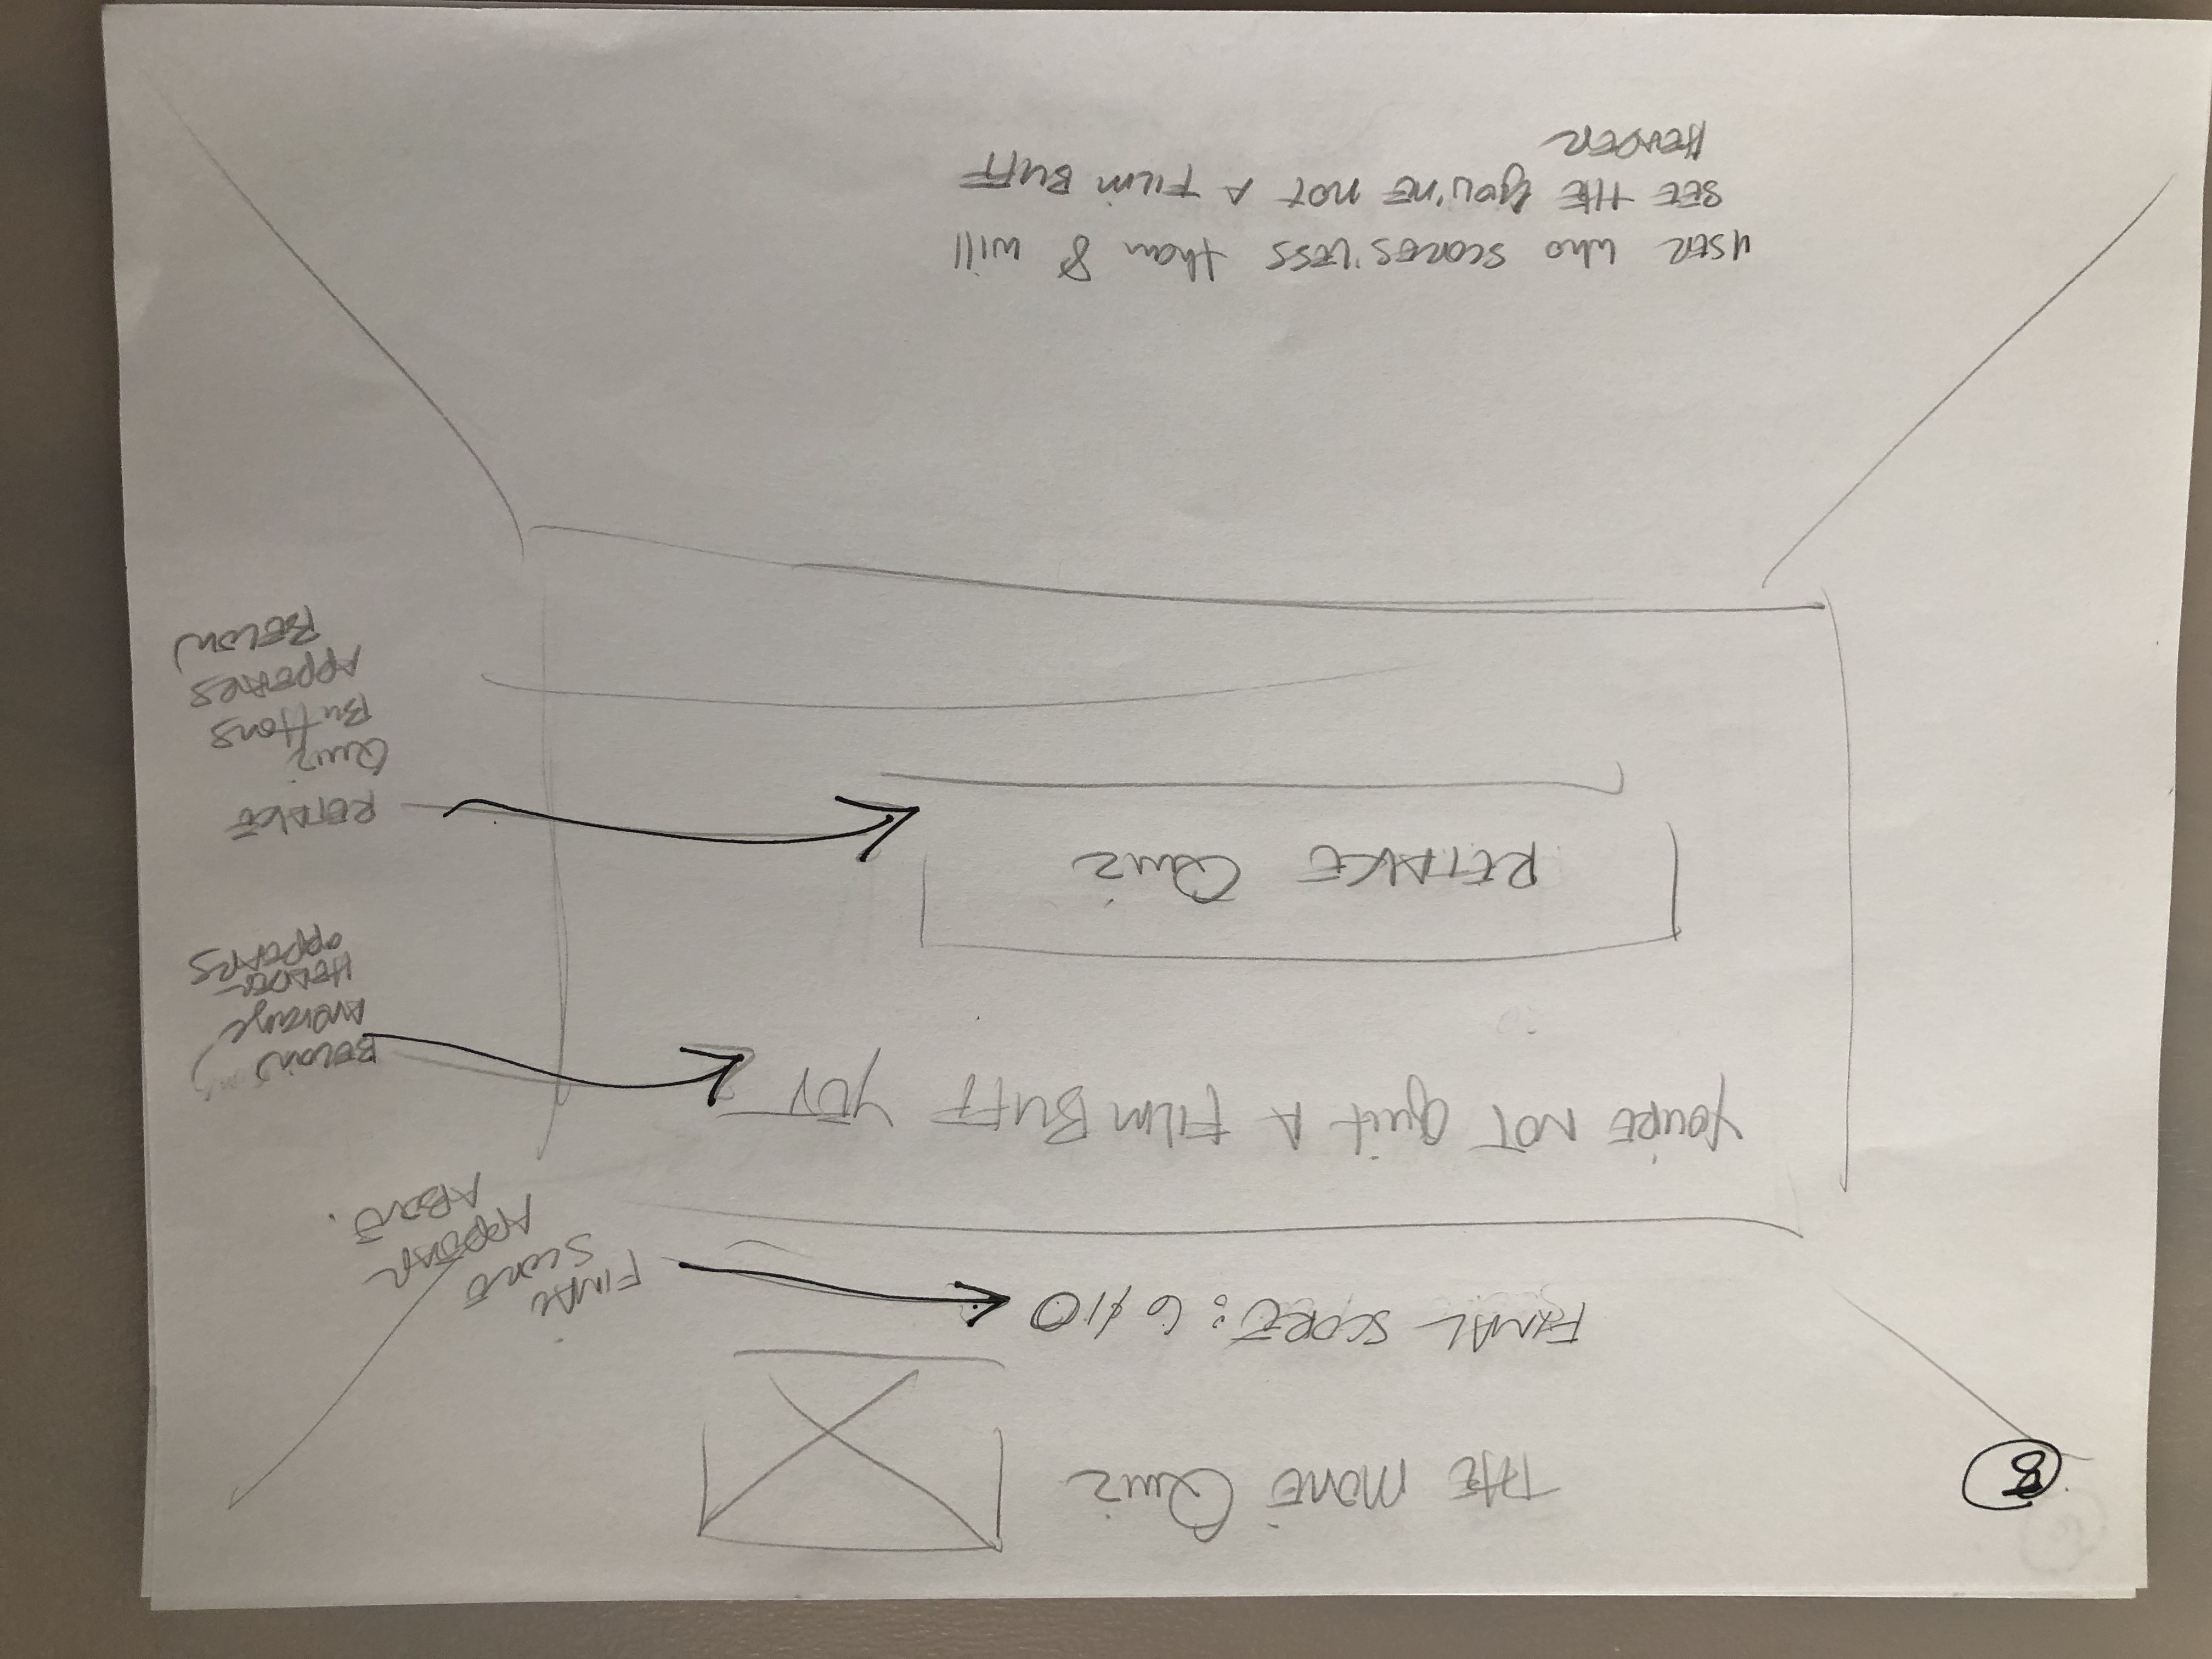 8
THE MOVIE Quiz
FINAL SCORE: 6/10
FINAL
SCORE
APPEAR
ABOVE.
YOU'RE NOT Quit A FILM BUFF YET
BELOW
AVERAGE
HEADER
APPEARS
RETAKE Quiz
RETAKE
Quiz
Buttons
APPEARS
BELOW
USER who SCORES LESS than 8 will
SEE THE YOU'RE NOT A FILM BUFF
HEADER